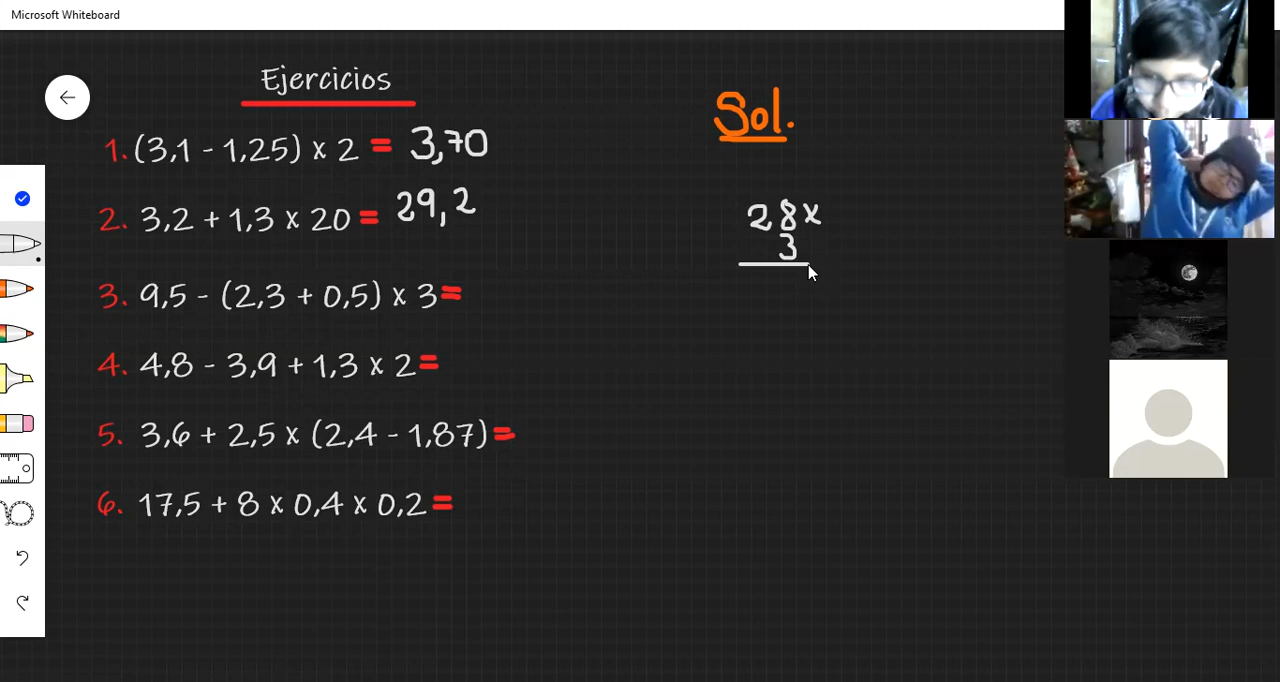 Microsoft Whiteboard
Ejercicios
Sol.
1. (3,1 - 1,25) x 2 = 3,70
2. 3,2 + 1,3 x 20 = 29,2
28x
3
3. 9,5 - (2,3 + 0,5) x 3 =
4. 4,8 - 3,9 + 1,3 x 2 =
5. 3,6 + 2,5 x (2,4 - 1,87) =
6. 17,5 + 8 x 0,4 x 0,2 =